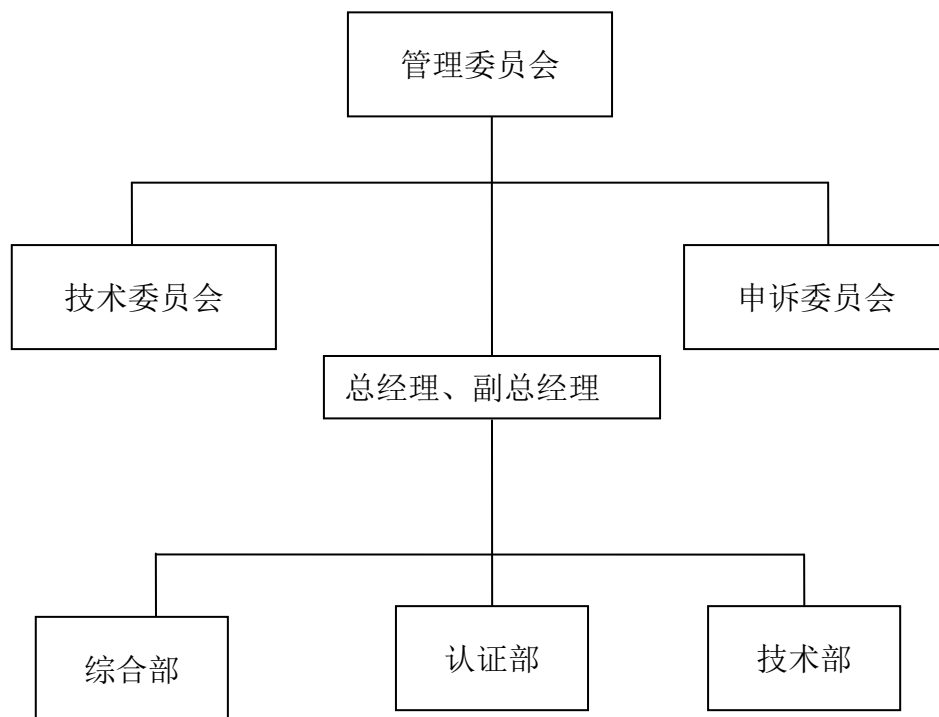 管理委员会
技术委员会
申诉委员会
总经理、副总经理
综合部
认证部
技术部